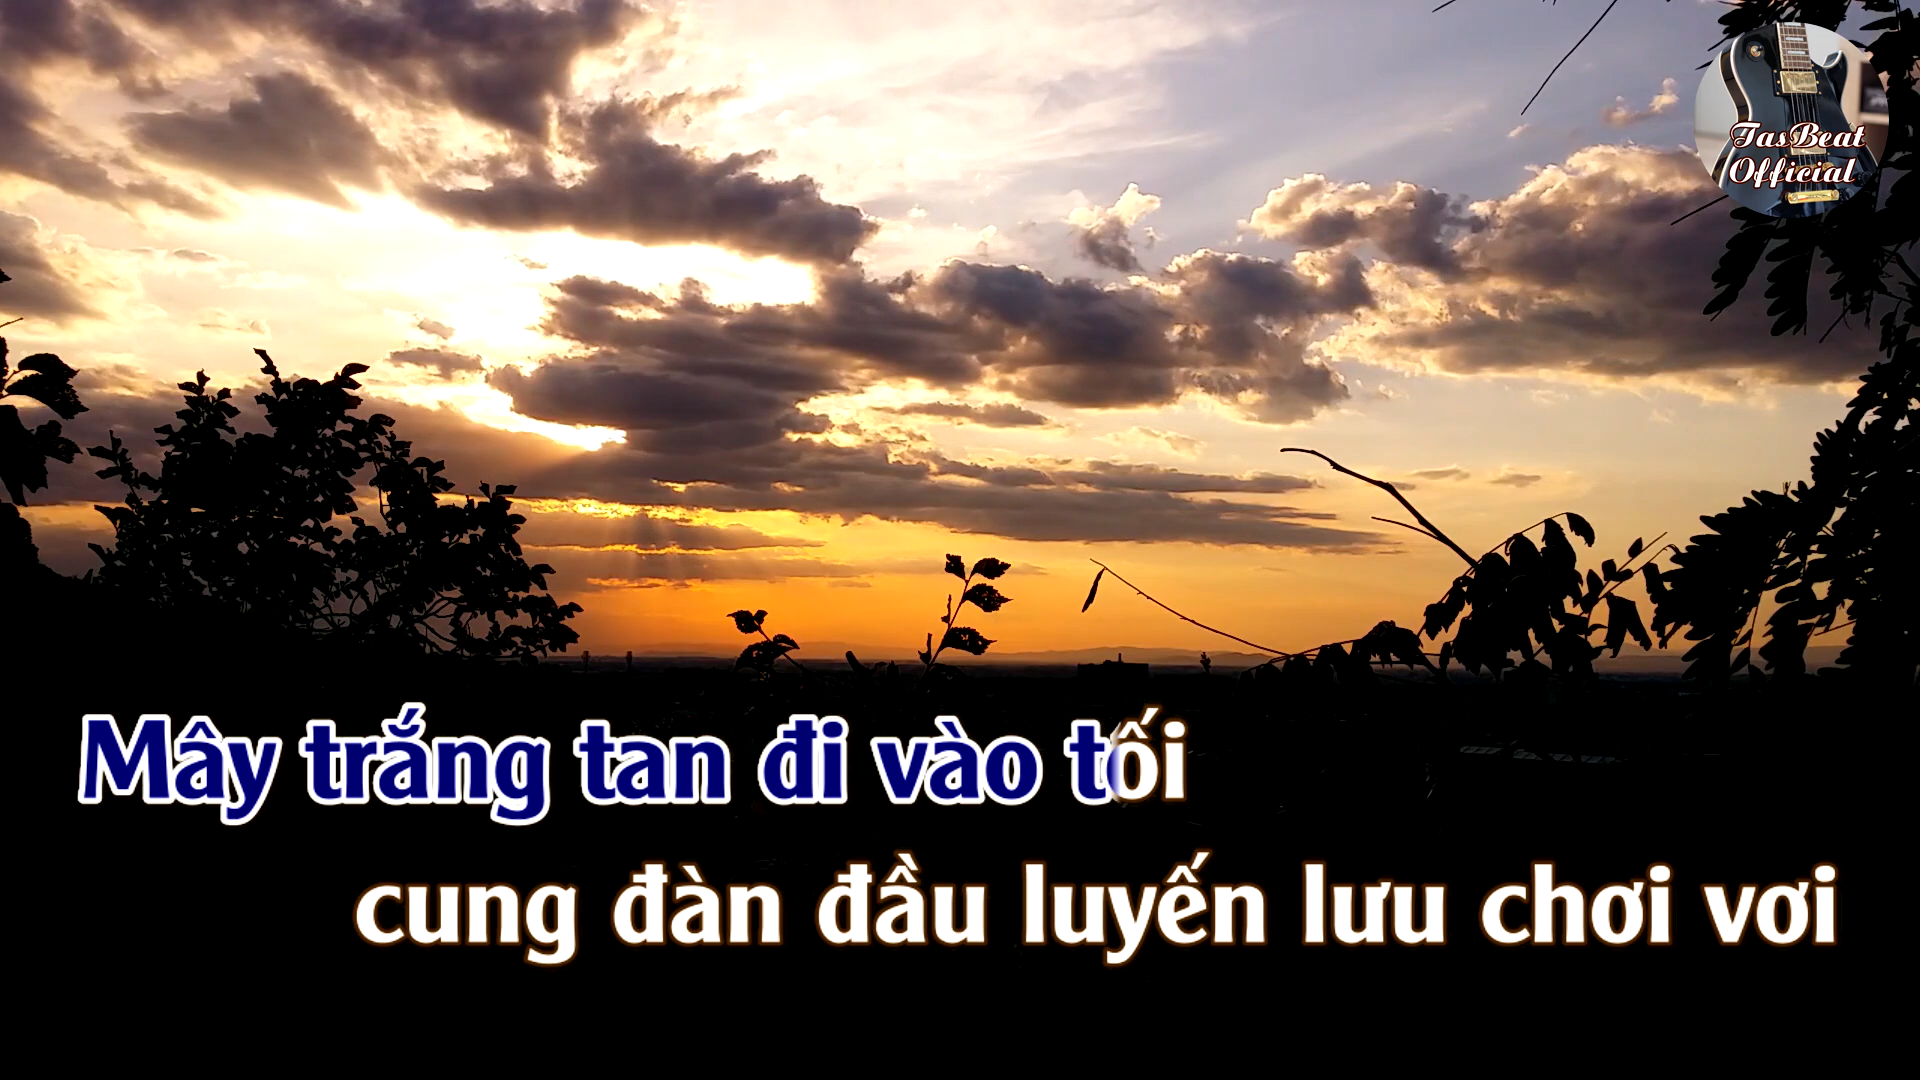 TasBeat
Official
Mây trắng tan đi vào tối
cung đàn đầu luyến lưu chơi vơi